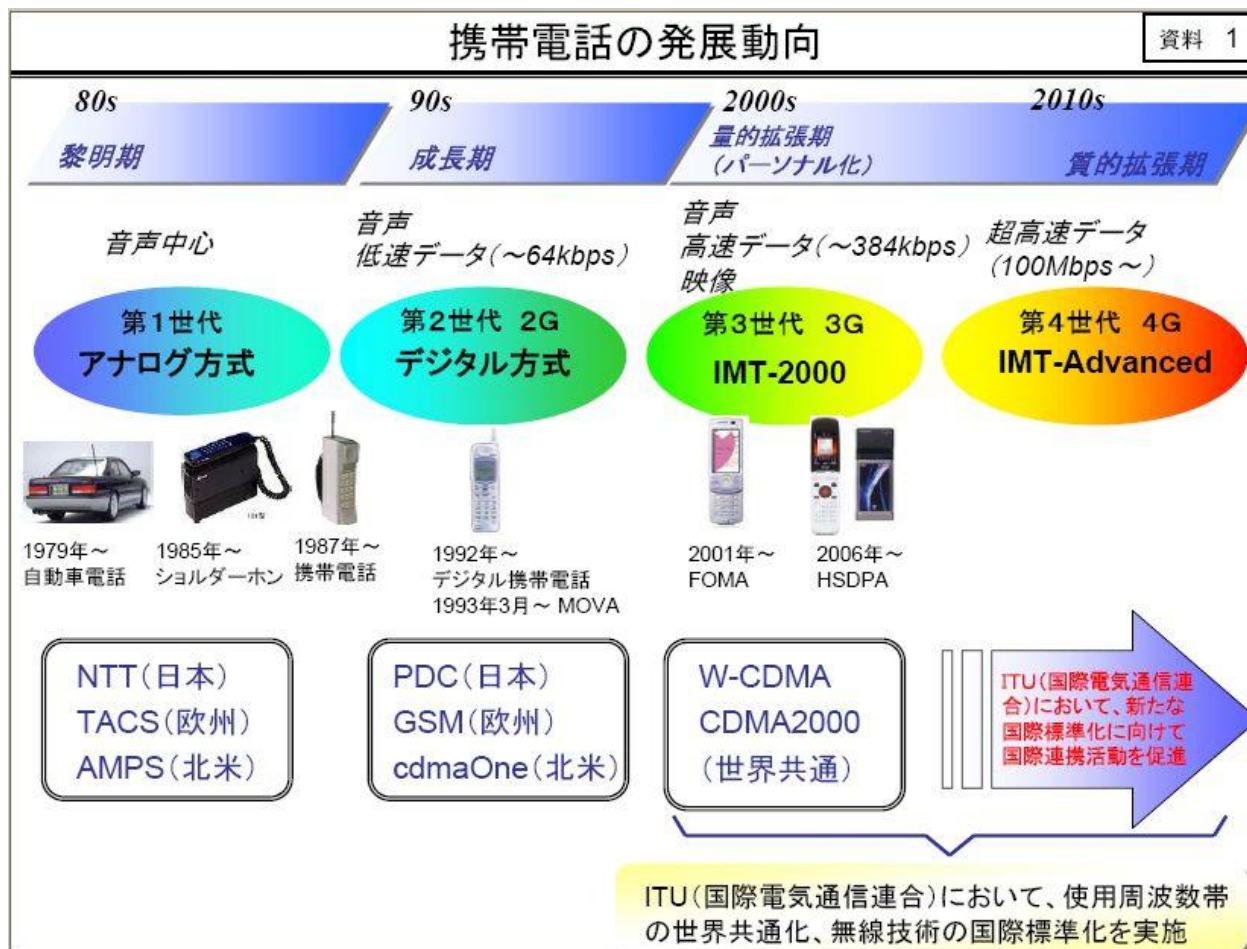 携帯電話の発展動向
資料 1
80s
黎明期
90s
成長期
2000s
量的拡張期
(パーソナル化)
2010s
質的拡張期
音声中心
音声
低速データ(～64kbps)
音声
高速データ(～384kbps)
映像
超高速データ
(100Mbps～)
第1世代
アナログ方式
第2世代 2G
デジタル方式
第3世代 3G
IMT-2000
第4世代 4G
IMT-Advanced
1979年～
自動車電話
1985年～
ショルダーホン
1987年～
携帯電話
1992年～
デジタル携帯電話
1993年3月～ MOVA
2001年～
FOMA
2006年～
HSDPA
NTT(日本)
TACS(欧州)
AMPS(北米)
PDC(日本)
GSM(欧州)
cdmaOne(北米)
W-CDMA
CDMA2000
(世界共通)
ITU(国際電気通信連
合)において、新たな
国際標準化に向けて
国際連携活動を促進
ITU(国際電気通信連合)において、使用周波数帯
の世界共通化、無線技術の国際標準化を実施